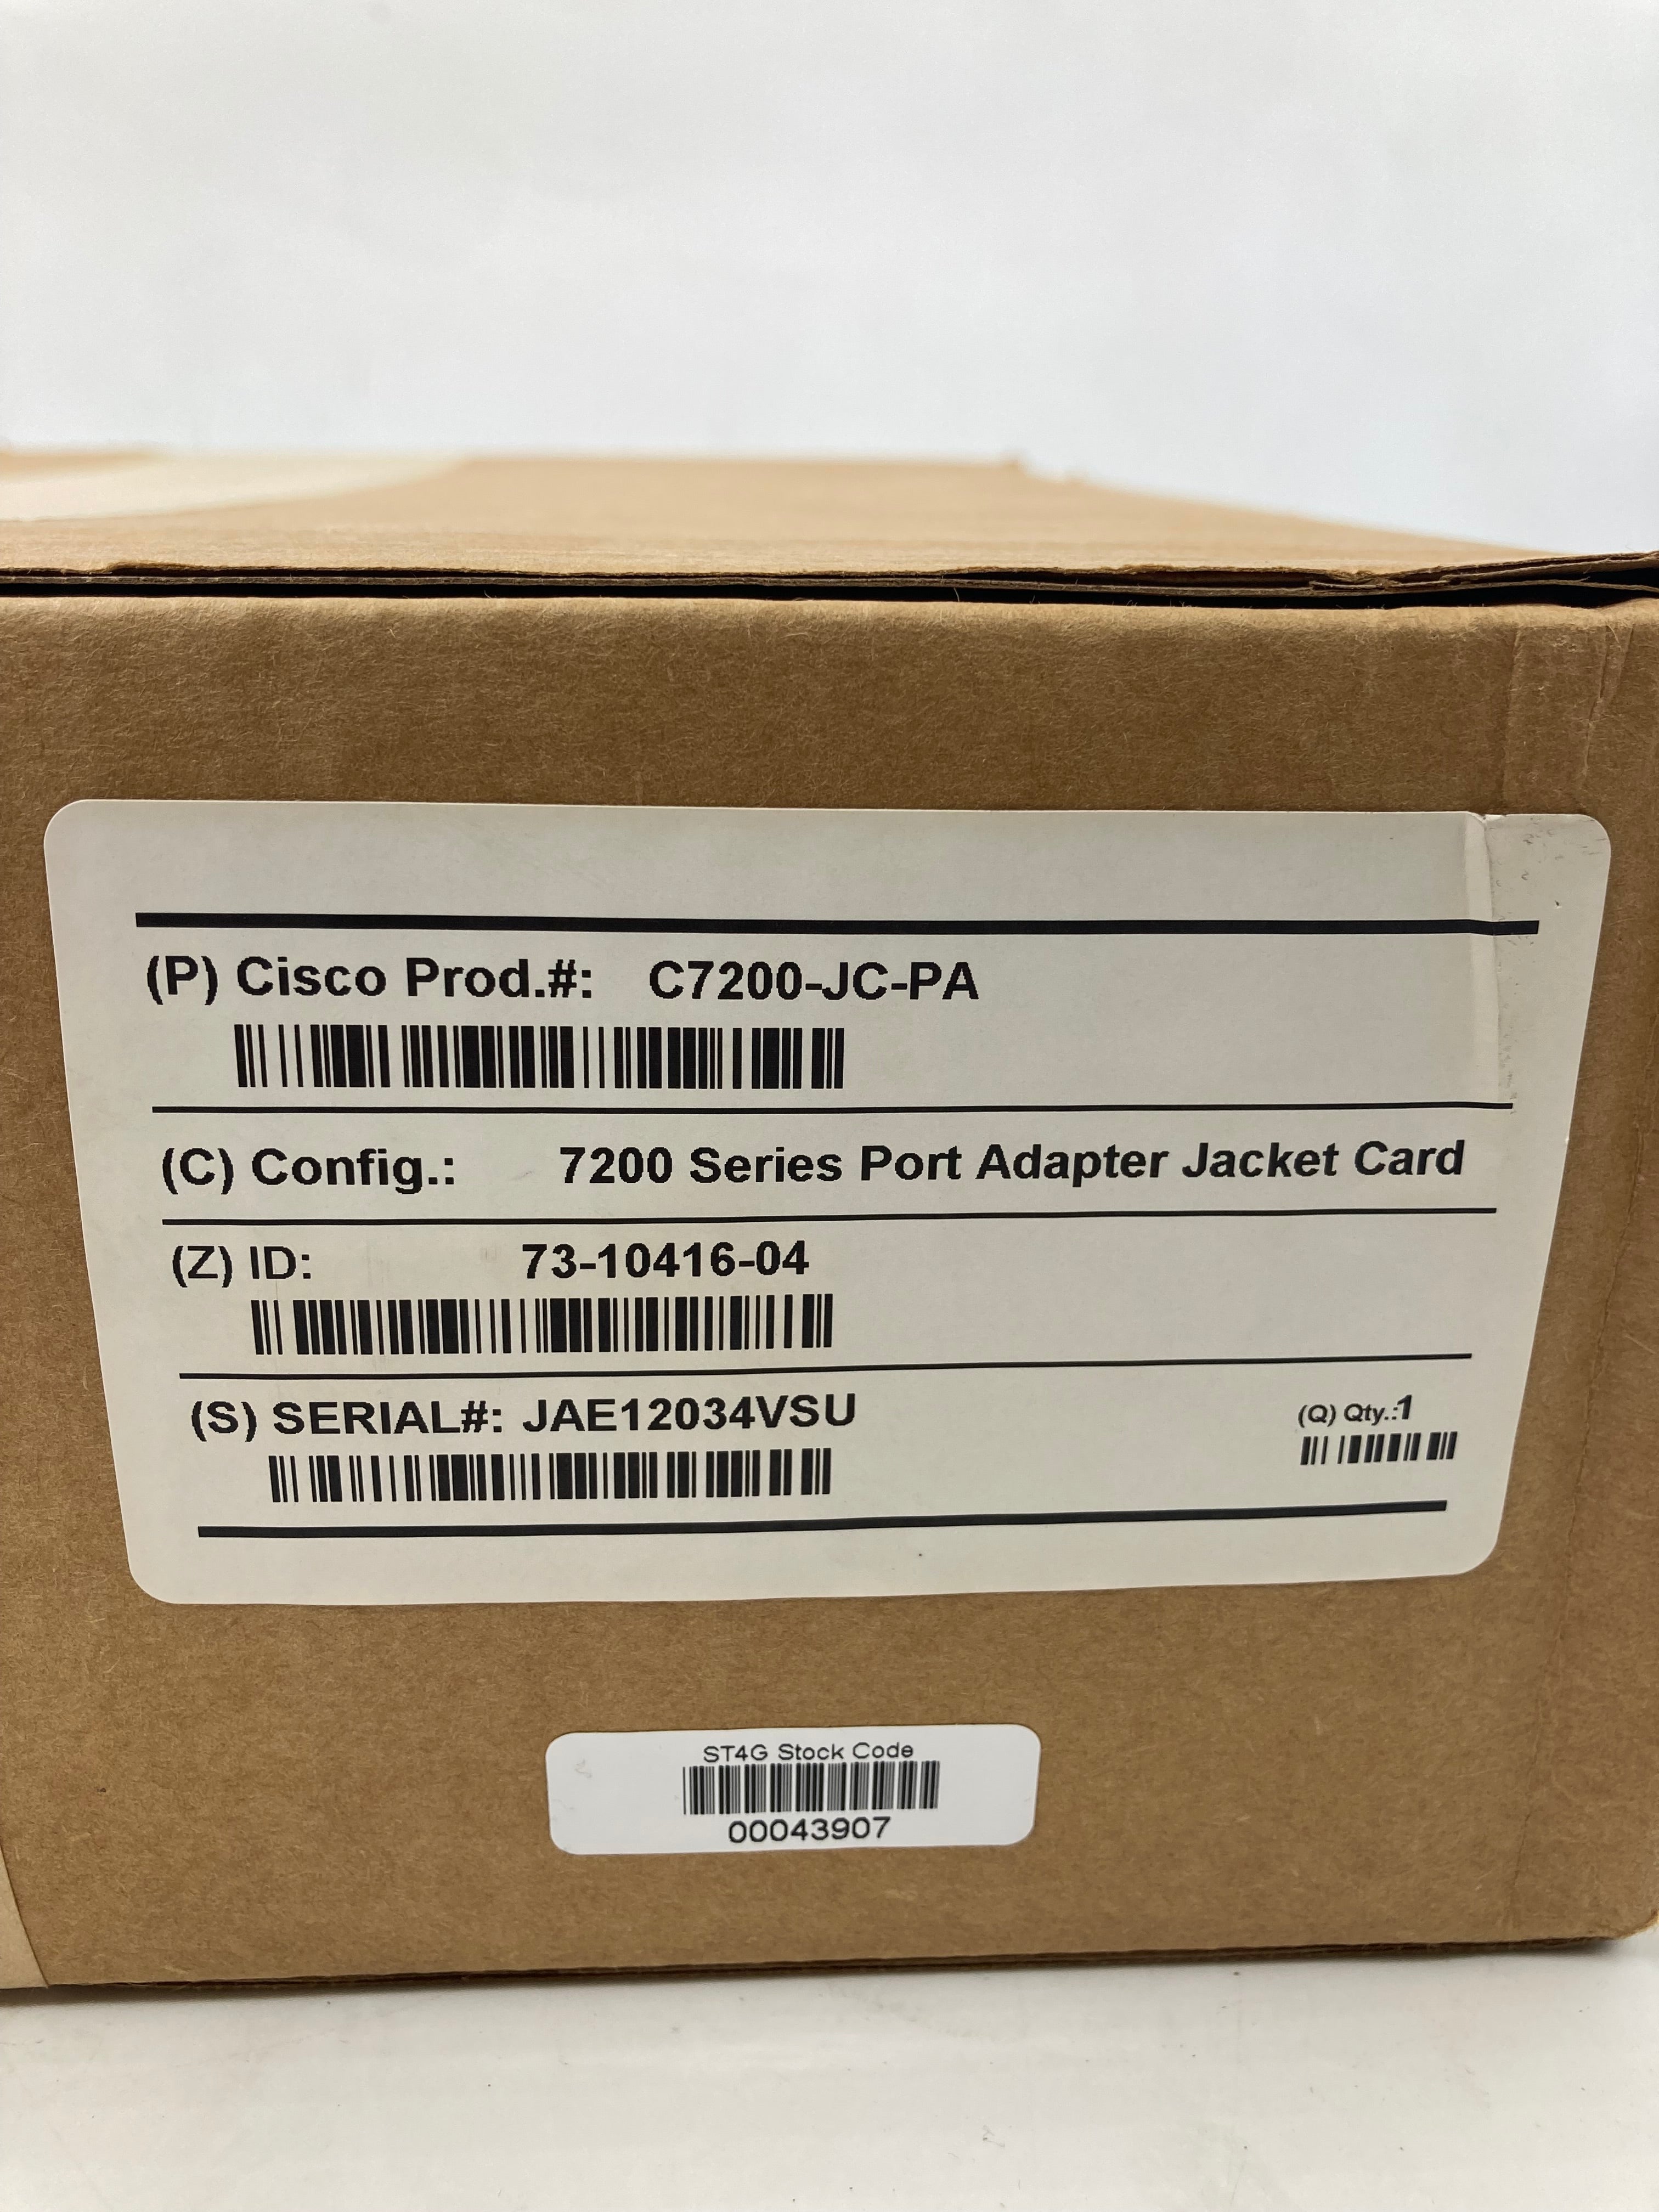 (P) Cisco Prod.#: C7200-JC-PA
(C) Config.: 7200 Series Port Adapter Jacket Card
(Z) ID: 73-10416-04
(S) SERIAL#: JAE12034VSU (Q) Qty.:1
ST4G Stock Code
00043907